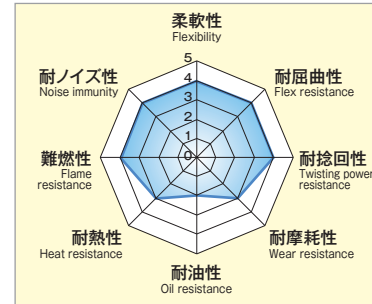 柔軟性
Flexibility
耐ノイズ性
Noise immunity
耐屈曲性
Flex resistance
5
4
3
2
1
0
難燃性
Flame
resistance
耐捻回性
Twisting power
resistance
耐熱性
Heat resistance
耐摩耗性
Wear resistance
耐油性
Oil resistance